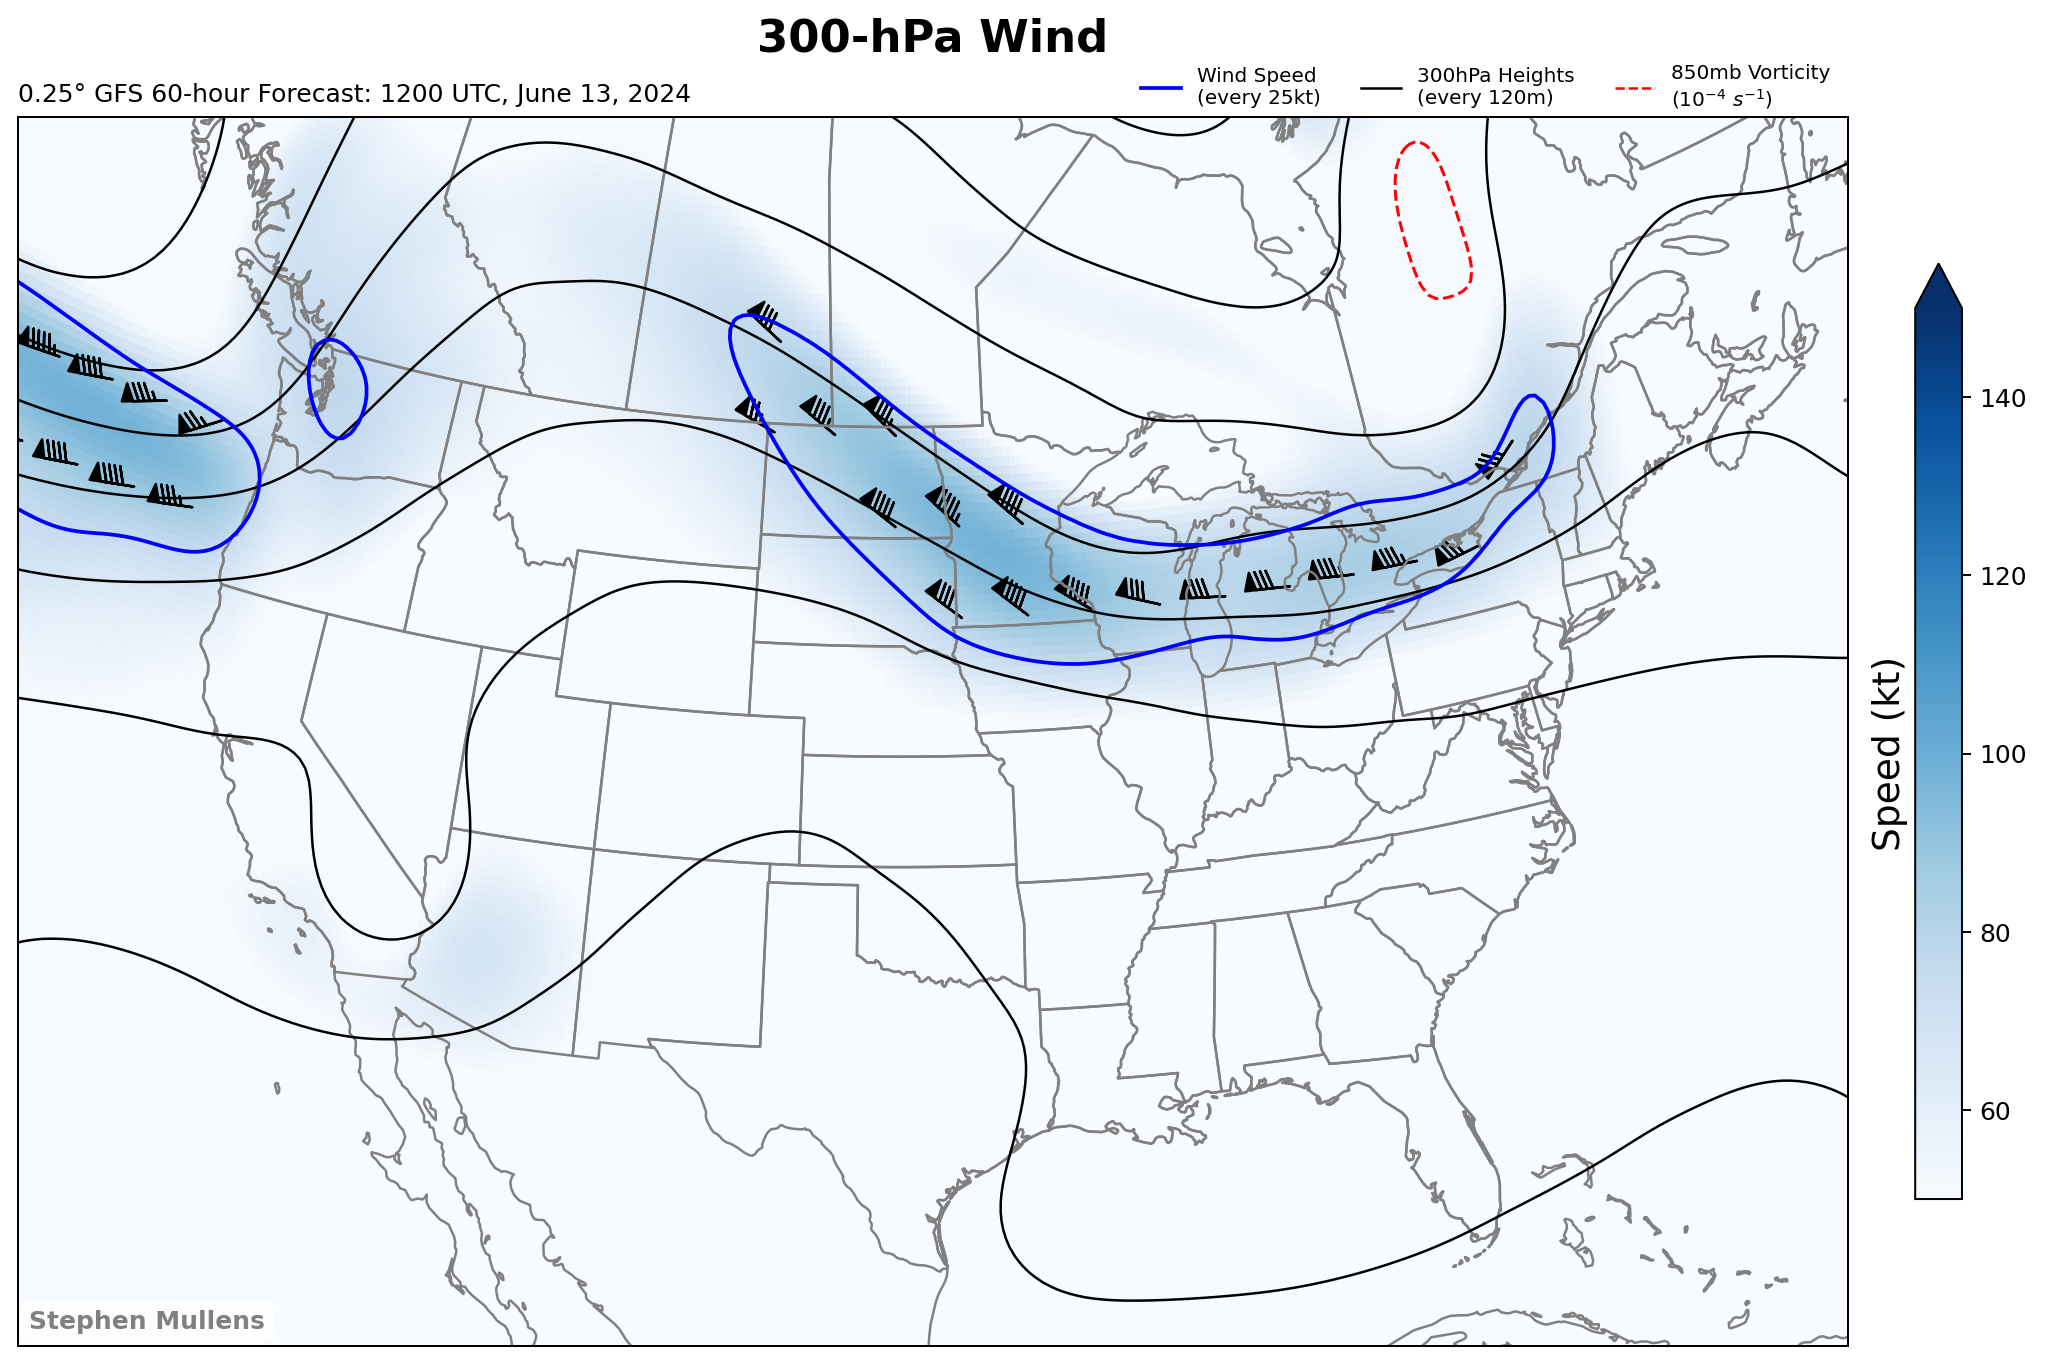 300-hPa Wind
0.25° GFS 60-hour Forecast: 1200 UTC, June 13, 2024
Wind Speed
(every 25kt)
300hPa Heights
(every 120m)
850mb Vorticity
(10⁻⁴ s⁻¹)
140
120
100
80
60
Speed (kt)
Stephen Mullens